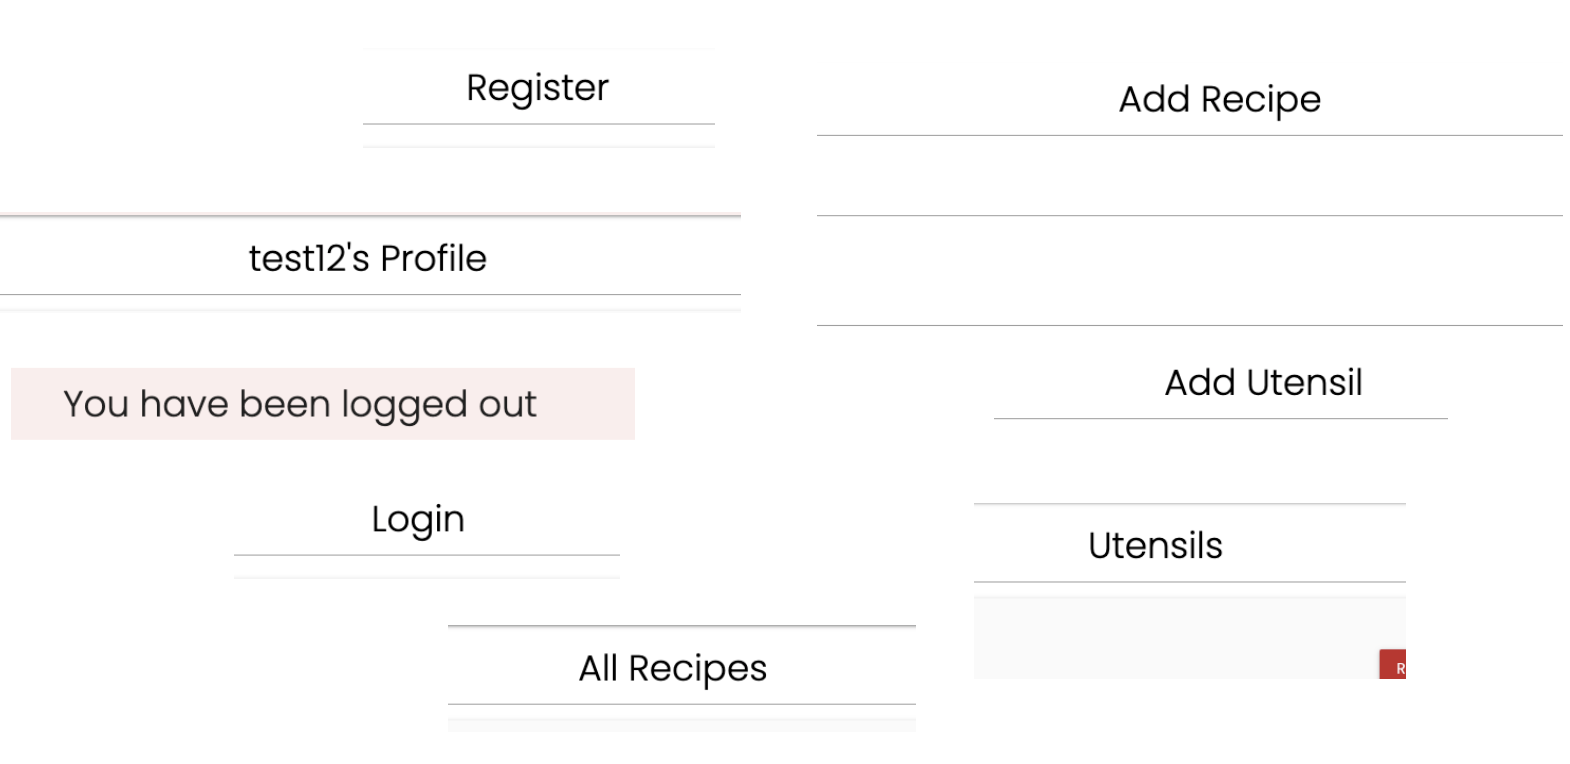 Register
Add Recipe
test12's Profile
Add Utensil
You have been logged out
Login
Utensils
All Recipes
R